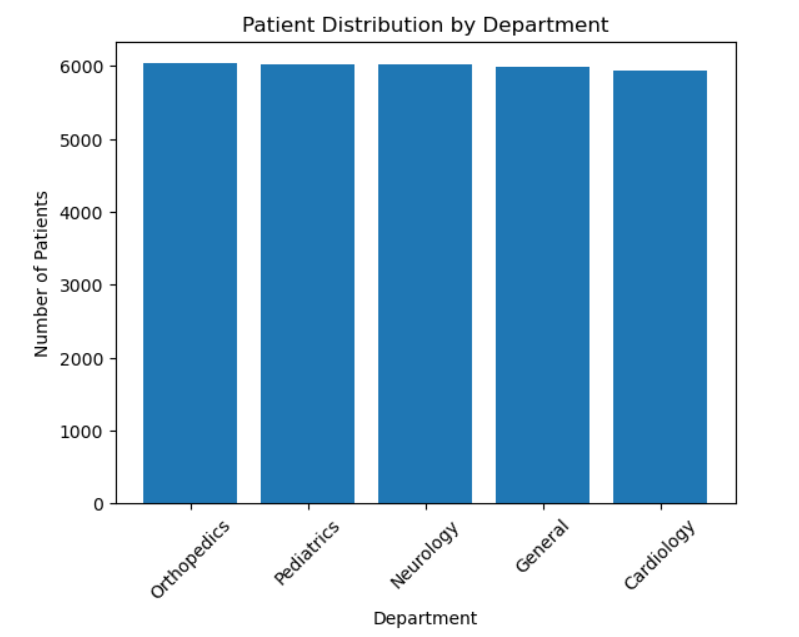 Patient Distribution by Department
Number of Patients
6000
5000
4000
3000
2000
1000
0
Orthopedics
Pediatrics
Neurology
General
Cardiology
Department